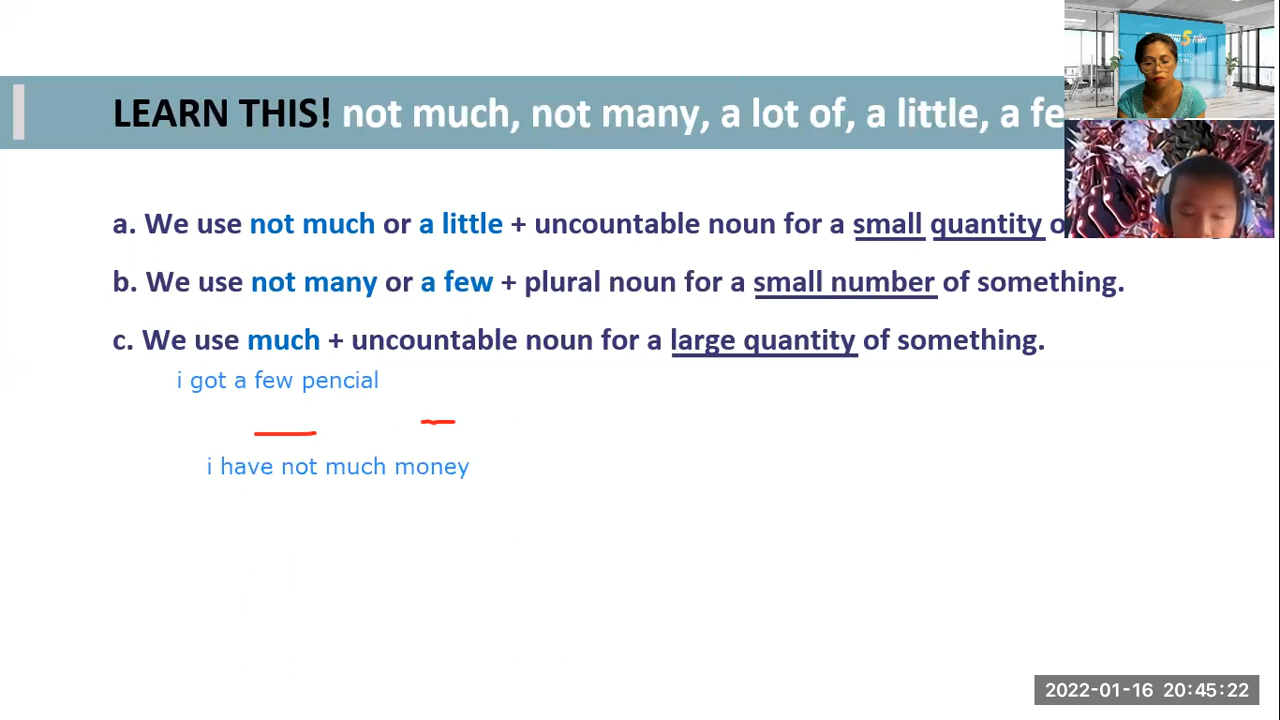 LEARN THIS! not much, not many, a lot of, a little, a
a. We use not much or a little + uncountable noun for a small quantity
b. We use not many or a few + plural noun for a small number of something.
c. We use much + uncountable noun for a large quantity of something.
i got a few pencial
i have not much money
2022-01-16 20:45:22